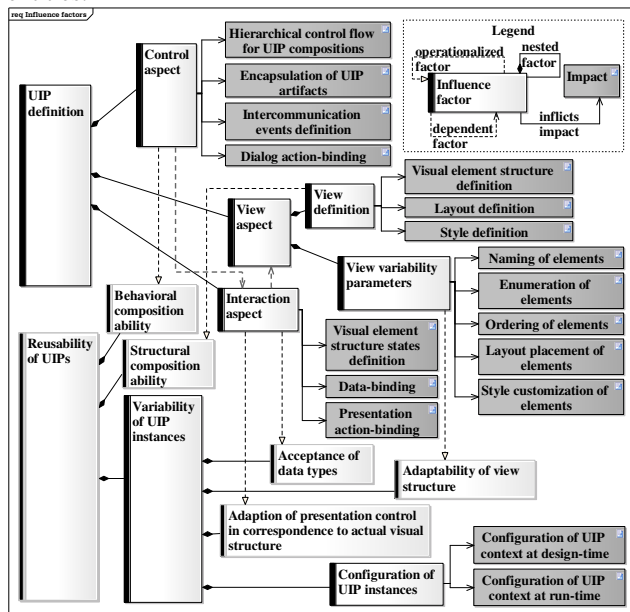 req Influence factors
UIP
definition
Control
aspect
Hierarchical control flow
for UIP compositions
Encapsulation of UIP
artifacts
Intercommunication
events definition
Dialog action-binding
Legend
operationalized
factor
nested
factor
Influence
factor
Impact
dependent
factor
inflicts
impact
View
aspect
View
definition
Visual element structure
definition
Layout definition
Style definition
View variability
parameters
Naming of elements
Enumeration of
elements
Ordering of elements
Layout placement of
elements
Style customization of
elements
Behavioral composition
ability
Interaction
aspect
Visual element
structure states
definition
Data-binding
Presentation
action-binding
Reusability
of UIPs
Structural
composition
ability
Variability
of UIP
instances
Acceptance of
data types
Adaptability of view
structure
Adaption of presentation control
in correspondence to actual visual
structure
Configuration of
UIP instances
Configuration of UIP
context at design-time
Configuration of UIP
context at run-time